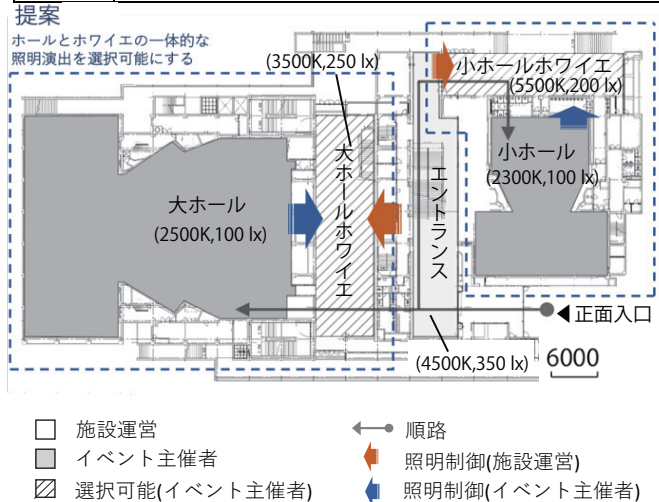 提案
ホールとホワイエの一体的な
照明演出を選択可能にする
(3500K,250 lx)
小ホールホワイエ
(5500K,200 lx)
大ホールホワイエ
エントランス
小ホール
(2300K,100 lx)
大ホール
(2500K,100 lx)
正面入口
(4500K,350 lx)
6000
施設運営
順路
イベント主催者
照明制御(施設運営)
選択可能(イベント主催者)
照明制御(イベント主催者)